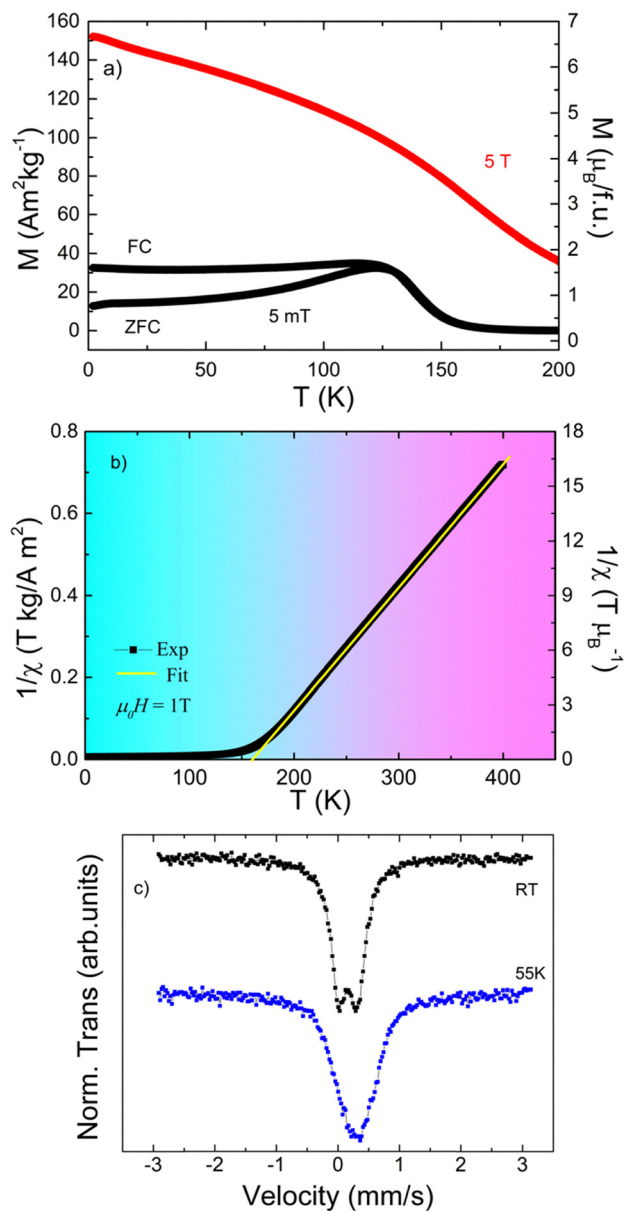 160
140
120
100
80
60
40
20
0
M (Am²kg⁻¹)
a)
5 T
FC
ZFC
5 mT
7
6
5
4
3
2
1
0
M (μB/f.u.)
0 50 100 150 200
T (K)
0.8
0.6
0.4
0.2
0.0
1/χ (T kg/A m²)
b)
Exp
Fit
μ₀H = 1T
18
15
12
9
6
3
0
1/χ (T μB⁻¹)
0 100 200 300 400
T (K)
Norm. Trans (arb.units)
c)
RT
55K
-3 -2 -1 0 1 2 3
Velocity (mm/s)